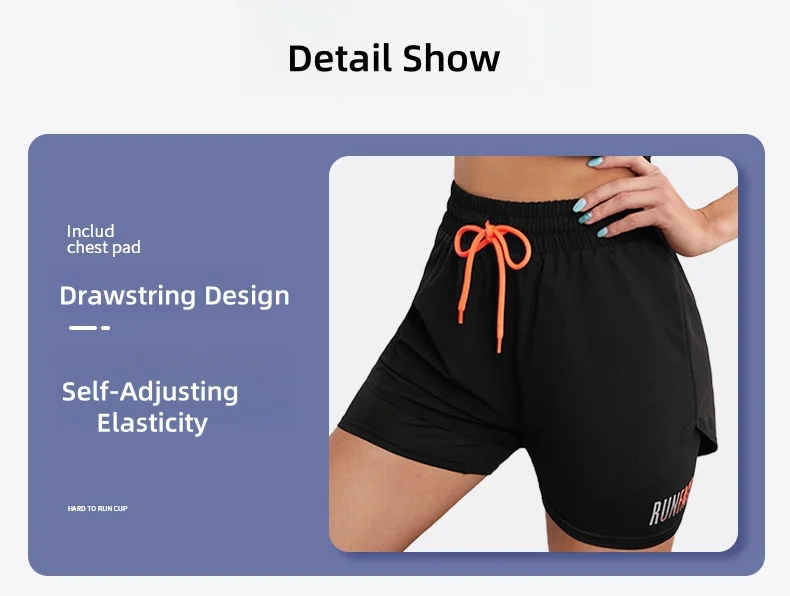 Detail Show
Includ
chest pad
Drawstring Design
Self-Adjusting
Elasticity
HARD TO RUN CUP
RUN